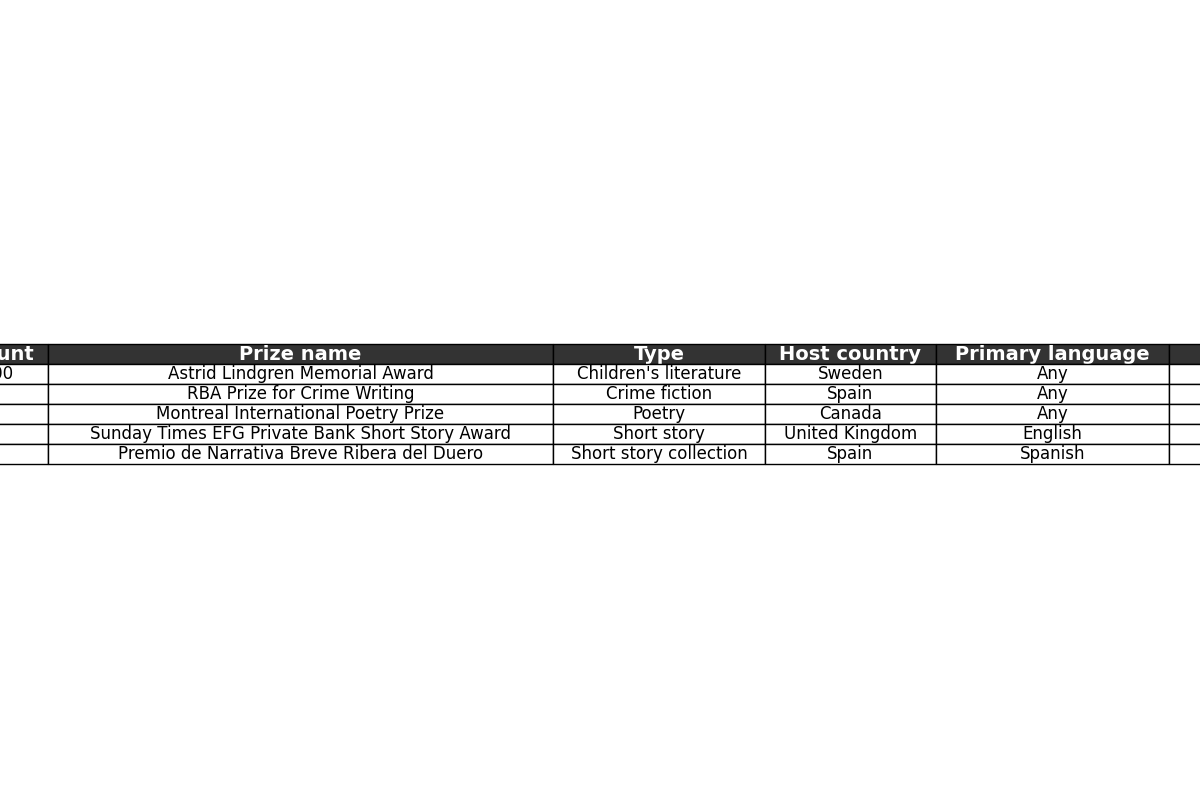 unt Prize name Type Host country Primary language
00 Astrid Lindgren Memorial Award Children's literature Sweden Any
RBA Prize for Crime Writing Crime fiction Spain Any
Montreal International Poetry Prize Poetry Canada Any
Sunday Times EFG Private Bank Short Story Award Short story United Kingdom English
Premio de Narrativa Breve Ribera del Duero Short story collection Spain Spanish